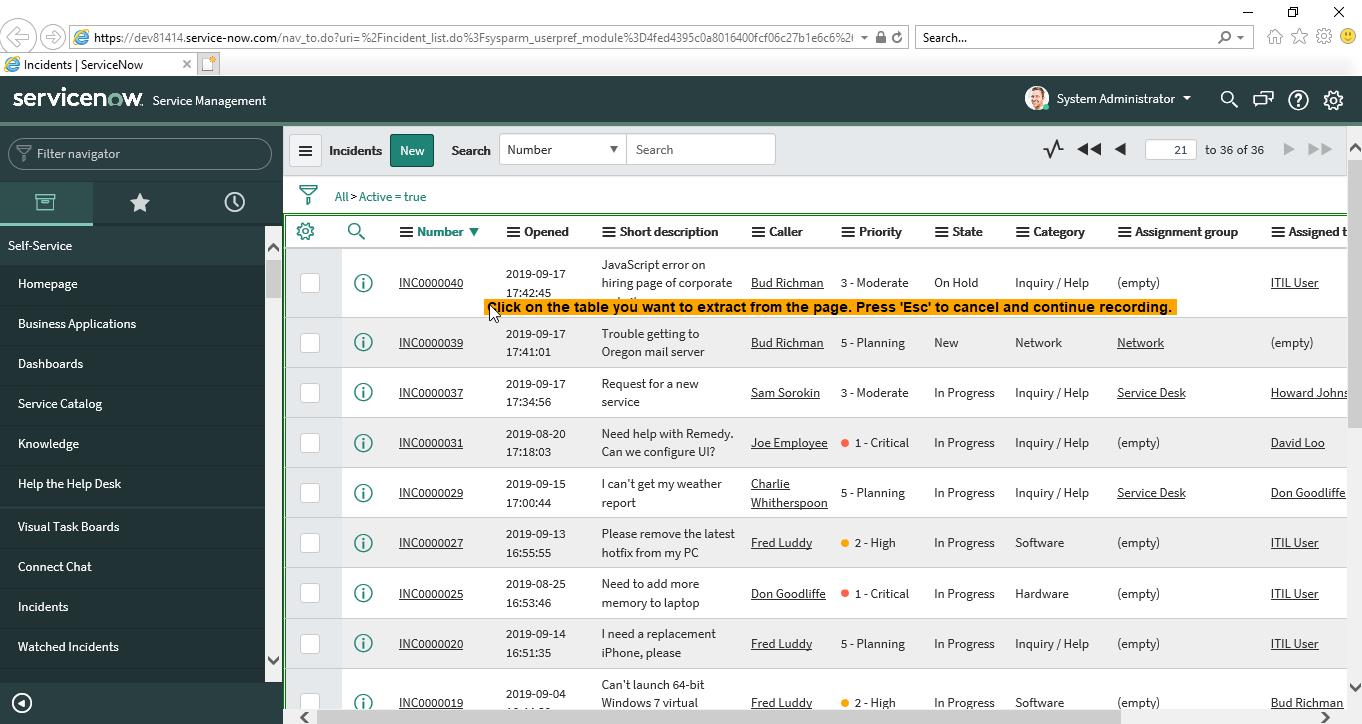 https://dev81414.service-now.com/nav_to.do?uri=%2Fincident_list.do%3Fsysparm_userpref_module%3D4fed4395c0a8016400fcf06c27b1e6c6%2
Search...
Incidents | ServiceNow
servicenow Service Management
System Administrator
Filter navigator
Incidents New Search Number Search 21 to 36 of 36
All > Active = true
Self-Service
Homepage
Business Applications
Dashboards
Service Catalog
Knowledge
Help the Help Desk
Visual Task Boards
Connect Chat
Incidents
Watched Incidents
Number Opened Short description Caller Priority State Category Assignment group Assigned t
INC0000040 2019-09-17 17:42:45 JavaScript error on hiring page of corporate Bud Richman 3 - Moderate On Hold Inquiry / Help (empty) ITIL User
Click on the table you want to extract from the page. Press 'Esc' to cancel and continue recording.
INC0000039 2019-09-17 17:41:01 Trouble getting to Oregon mail server Bud Richman 5 - Planning New Network Network (empty)
INC0000037 2019-09-17 17:34:56 Request for a new service Sam Sorokin 3 - Moderate In Progress Inquiry / Help Service Desk Howard Johns
INC0000031 2019-08-20 17:18:03 Need help with Remedy. Can we configure UI? Joe Employee 1 - Critical In Progress Inquiry / Help (empty) David Loo
INC0000029 2019-09-15 17:00:44 I can't get my weather report Charlie Whitherspoon 5 - Planning In Progress Inquiry / Help Service Desk Don Goodliffe
INC0000027 2019-09-13 16:55:55 Please remove the latest hotfix from my PC Fred Luddy 2 - High In Progress Software (empty) ITIL User
INC0000025 2019-08-25 16:53:46 Need to add more memory to laptop Don Goodliffe 1 - Critical In Progress Hardware (empty) ITIL User
INC0000020 2019-09-14 16:51:35 I need a replacement iPhone, please Fred Luddy 5 - Planning In Progress Inquiry / Help (empty) ITIL User
INC0000019 2019-09-04 Can't launch 64-bit Windows 7 virtual Fred Luddy 2 - High In Progress Software (empty) Bud Richman